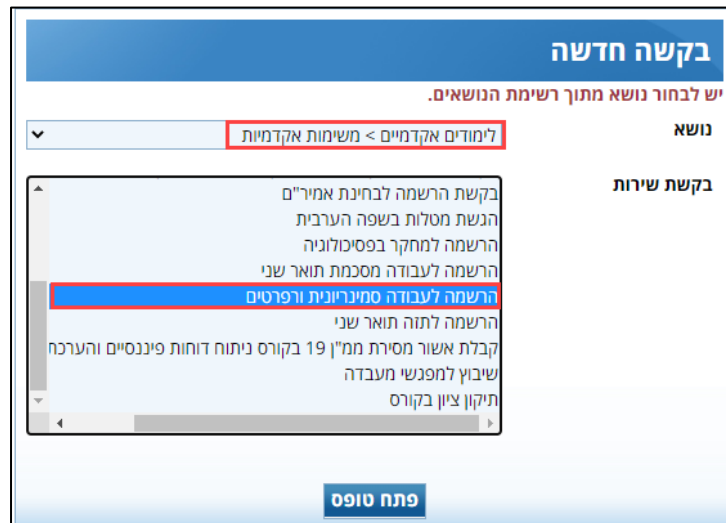 בקשה חדשה
יש לבחור נושא מתוך רשימת הנושאים.
נושא
לימודים אקדמיים > משימות אקדמיות
בקשת שירות
בקשת הרשמה לבחינת אמיר"ם
הגשת מטלות בשפה הערבית
הרשמה למחקר בפסיכולוגיה
הרשמה לעבודה מסכמת תואר שני
הרשמה לעבודה סמינריונית ורפרטים
הרשמה לתזה תואר שני
קבלת אשור מסירת ממ"ן 19 בקורס ניתוח דוחות פיננסיים והערכת
שיבוץ למפגשי מעבדה
תיקון ציון בקורס
פתח טופס